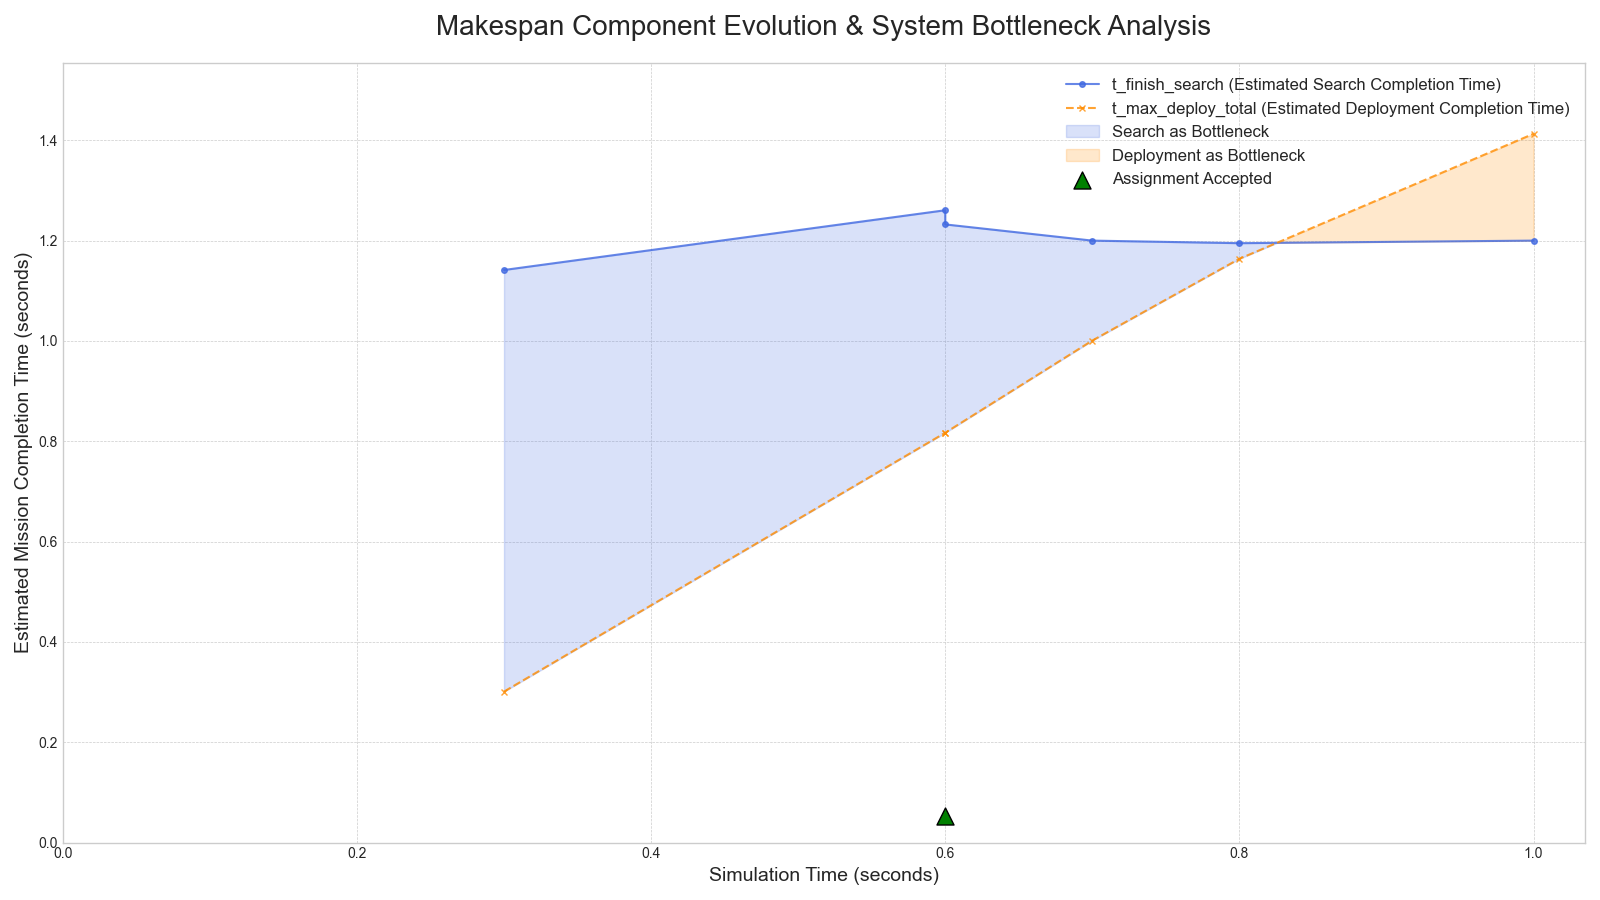 Makespan Component Evolution & System Bottleneck Analysis
t_finish_search (Estimated Search Completion Time)
t_max_deploy_total (Estimated Deployment Completion Time)
Search as Bottleneck
Deployment as Bottleneck
Assignment Accepted
Estimated Mission Completion Time (seconds)
1.4
1.2
1.0
0.8
0.6
0.4
0.2
0.0
0.0 0.2 0.4 0.6 0.8 1.0
Simulation Time (seconds)